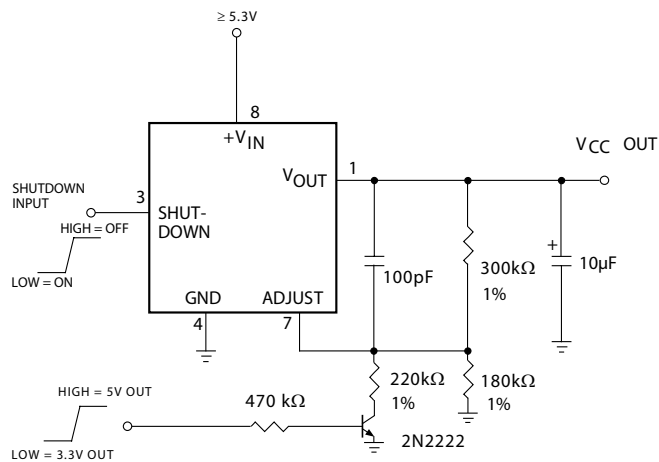 ≥ 5.3V
8
+VIN
1
VCC OUT
VOUT
SHUTDOWN
INPUT
3
SHUT-
DOWN
HIGH = OFF
LOW = ON
100pF
300kΩ
1%
+
10µF
GND
ADJUST
4
7
220kΩ
1%
180kΩ
1%
HIGH = 5V OUT
470 kΩ
2N2222
LOW = 3.3V OUT